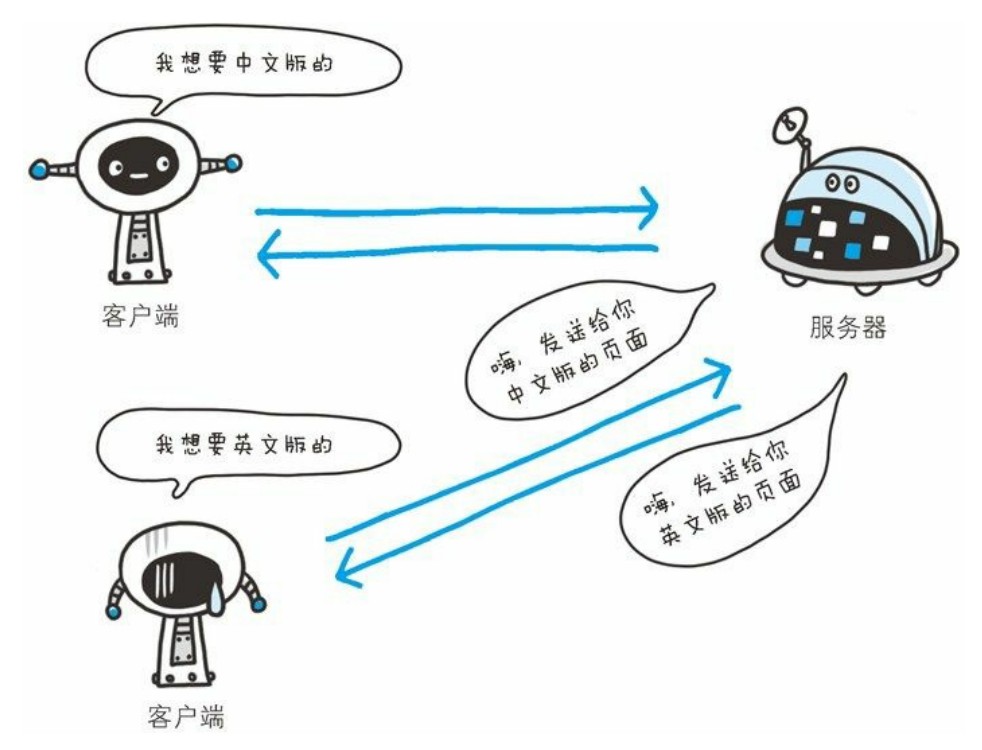 我想要中文版的
客户端
服务器
嗨，发送给你
中文版的页面
我想要英文版的
嗨，发送给你
英文版的页面
客户端